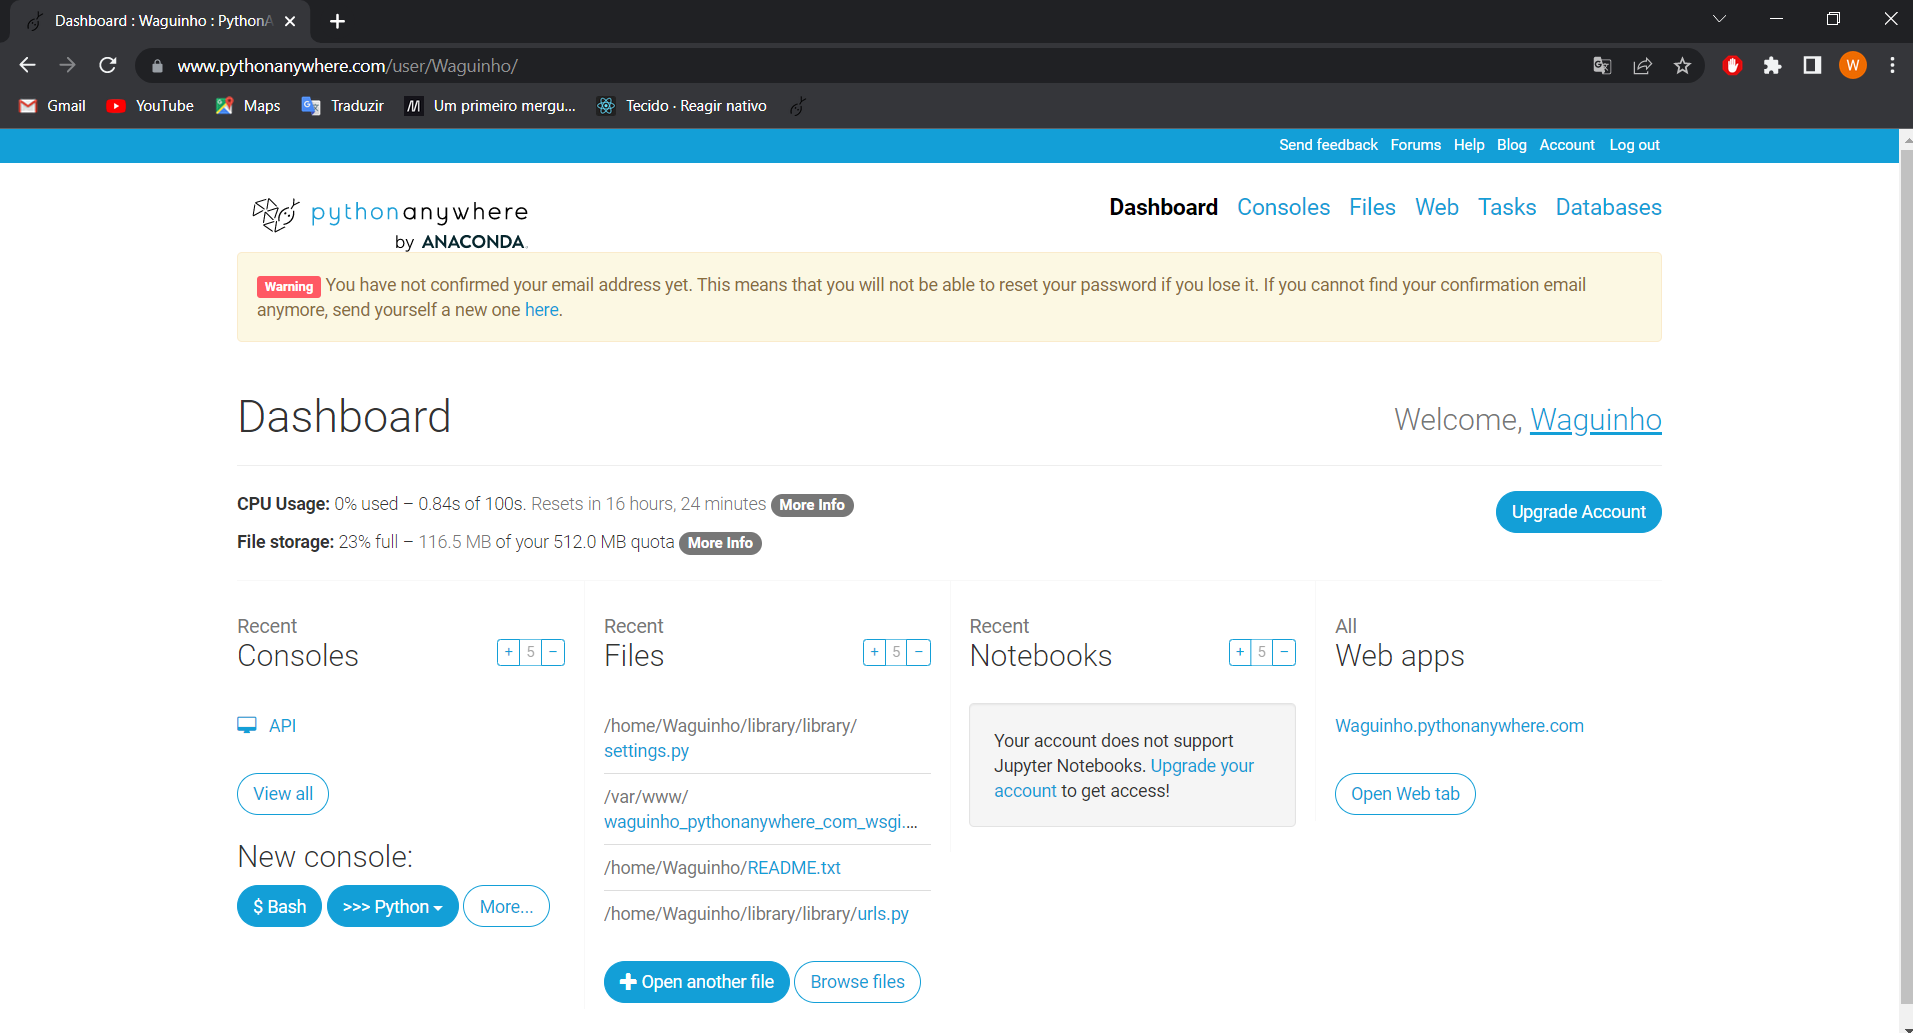 Dashboard : Waguinho : PythonA
www.pythonanywhere.com/user/Waguinho/
W
Gmail YouTube Maps Traduzir Um primeiro mergu... Tecido · Reagir nativo
Send feedback Forums Help Blog Account Log out
pythonanywhere
by ANACONDA.
Dashboard Consoles Files Web Tasks Databases
Warning You have not confirmed your email address yet. This means that you will not be able to reset your password if you lose it. If you cannot find your confirmation email
anymore, send yourself a new one here.
Dashboard
Welcome, Waguinho
CPU Usage: 0% used – 0.84s of 100s. Resets in 16 hours, 24 minutes More Info
Upgrade Account
File storage: 23% full – 116.5 MB of your 512.0 MB quota More Info
Recent
Consoles
+ 5 −
API
View all
New console:
$ Bash >>> Python More...
Recent
Files
+ 5 −
/home/Waguinho/library/library/
settings.py
/var/www/
waguinho_pythonanywhere_com_wsgi....
/home/Waguinho/README.txt
/home/Waguinho/library/library/urls.py
+ Open another file Browse files
Recent
Notebooks
+ 5 −
Your account does not support
Jupyter Notebooks. Upgrade your
account to get access!
All
Web apps
Waguinho.pythonanywhere.com
Open Web tab